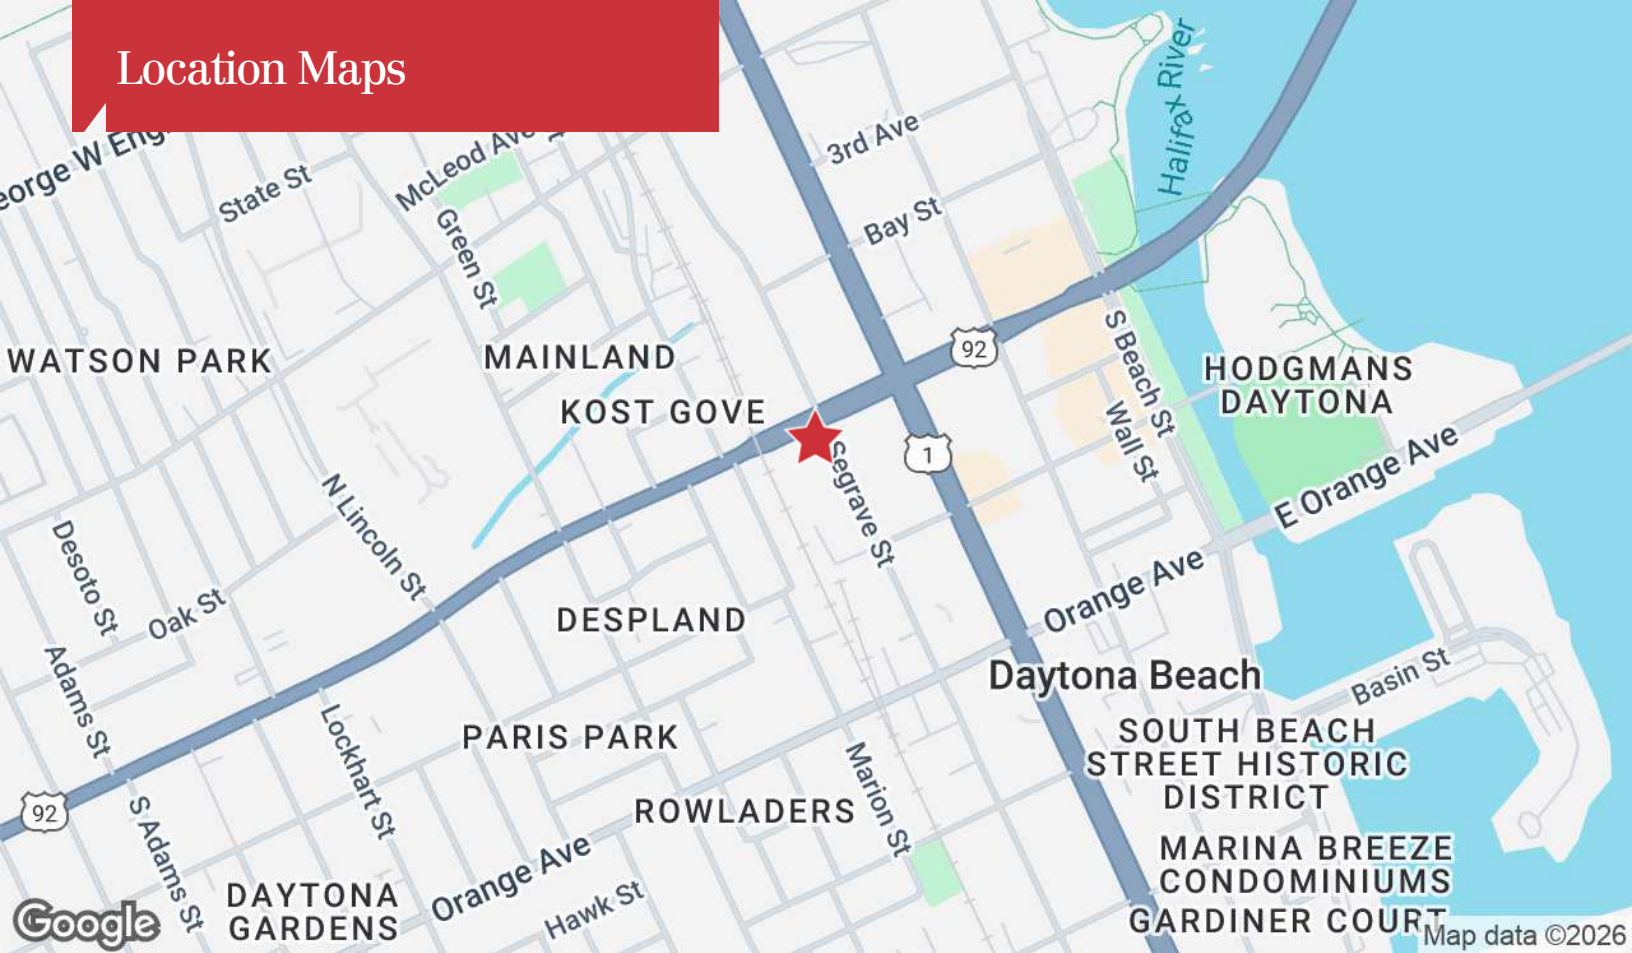 Location Maps
Halifax River
3rd Ave
McLeod Ave
State St
Bay St
Green St
92
S Beach St
WATSON PARK
MAINLAND
HODGMANS
DAYTONA
KOST GOVE
Wall St
1
Segrave St
E Orange Ave
N Lincoln St
Desoto St
Oak St
Orange Ave
DESPLAND
Adams St
Daytona Beach
Basin St
Lockhart St
PARIS PARK
SOUTH BEACH
STREET HISTORIC
DISTRICT
Marion St
92
S Adams St
ROWLADERS
MARINA BREEZE
CONDOMINIUMS
Orange Ave
DAYTONA
GARDENS
Hawk St
GARDINER COURT
Google
Map data ©2026